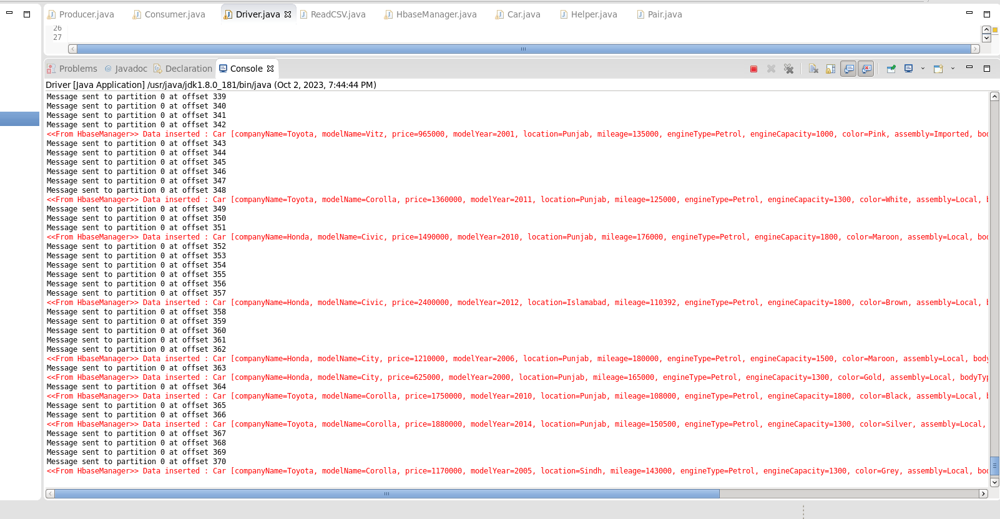 Producer.java Consumer.java Driver.java ReadCSV.java HbaseManager.java Car.java Helper.java Pair.java
26
27
Problems @ Javadoc Declaration Console
Driver [Java Application] /usr/java/jdk1.8.0_181/bin/java (Oct 2, 2023, 7:44:44 PM)
Message sent to partition 0 at offset 339
Message sent to partition 0 at offset 340
Message sent to partition 0 at offset 341
Message sent to partition 0 at offset 342
<<From HbaseManager>> Data inserted : Car [companyName=Toyota, modelName=Vitz, price=965000, modelYear=2001, location=Punjab, mileage=135000, engineType=Petrol, engineCapacity=1000, color=Pink, assembly=Imported, bod
Message sent to partition 0 at offset 343
Message sent to partition 0 at offset 344
Message sent to partition 0 at offset 345
Message sent to partition 0 at offset 346
Message sent to partition 0 at offset 347
Message sent to partition 0 at offset 348
<<From HbaseManager>> Data inserted : Car [companyName=Toyota, modelName=Corolla, price=1360000, modelYear=2011, location=Punjab, mileage=125000, engineType=Petrol, engineCapacity=1300, color=White, assembly=Local, b
Message sent to partition 0 at offset 349
Message sent to partition 0 at offset 350
Message sent to partition 0 at offset 351
<<From HbaseManager>> Data inserted : Car [companyName=Honda, modelName=Civic, price=1490000, modelYear=2010, location=Punjab, mileage=176000, engineType=Petrol, engineCapacity=1800, color=Maroon, assembly=Local, bod
Message sent to partition 0 at offset 352
Message sent to partition 0 at offset 353
Message sent to partition 0 at offset 354
Message sent to partition 0 at offset 355
Message sent to partition 0 at offset 356
Message sent to partition 0 at offset 357
<<From HbaseManager>> Data inserted : Car [companyName=Honda, modelName=Civic, price=2400000, modelYear=2012, location=Islamabad, mileage=110392, engineType=Petrol, engineCapacity=1800, color=Brown, assembly=Local, b
Message sent to partition 0 at offset 358
Message sent to partition 0 at offset 359
Message sent to partition 0 at offset 360
Message sent to partition 0 at offset 361
Message sent to partition 0 at offset 362
<<From HbaseManager>> Data inserted : Car [companyName=Honda, modelName=City, price=1210000, modelYear=2006, location=Punjab, mileage=180000, engineType=Petrol, engineCapacity=1500, color=Maroon, assembly=Local, body
Message sent to partition 0 at offset 363
<<From HbaseManager>> Data inserted : Car [companyName=Honda, modelName=City, price=625000, modelYear=2000, location=Punjab, mileage=165000, engineType=Petrol, engineCapacity=1300, color=Gold, assembly=Local, bodyTyp
Message sent to partition 0 at offset 364
<<From HbaseManager>> Data inserted : Car [companyName=Toyota, modelName=Corolla, price=1750000, modelYear=2010, location=Punjab, mileage=108000, engineType=Petrol, engineCapacity=1800, color=Black, assembly=Local, b
Message sent to partition 0 at offset 365
Message sent to partition 0 at offset 366
<<From HbaseManager>> Data inserted : Car [companyName=Toyota, modelName=Corolla, price=1880000, modelYear=2014, location=Punjab, mileage=150500, engineType=Petrol, engineCapacity=1300, color=Silver, assembly=Local,
Message sent to partition 0 at offset 367
Message sent to partition 0 at offset 368
Message sent to partition 0 at offset 369
Message sent to partition 0 at offset 370
<<From HbaseManager>> Data inserted : Car [companyName=Toyota, modelName=Corolla, price=1170000, modelYear=2005, location=Sindh, mileage=143000, engineType=Petrol, engineCapacity=1300, color=Grey, assembly=Local, bod